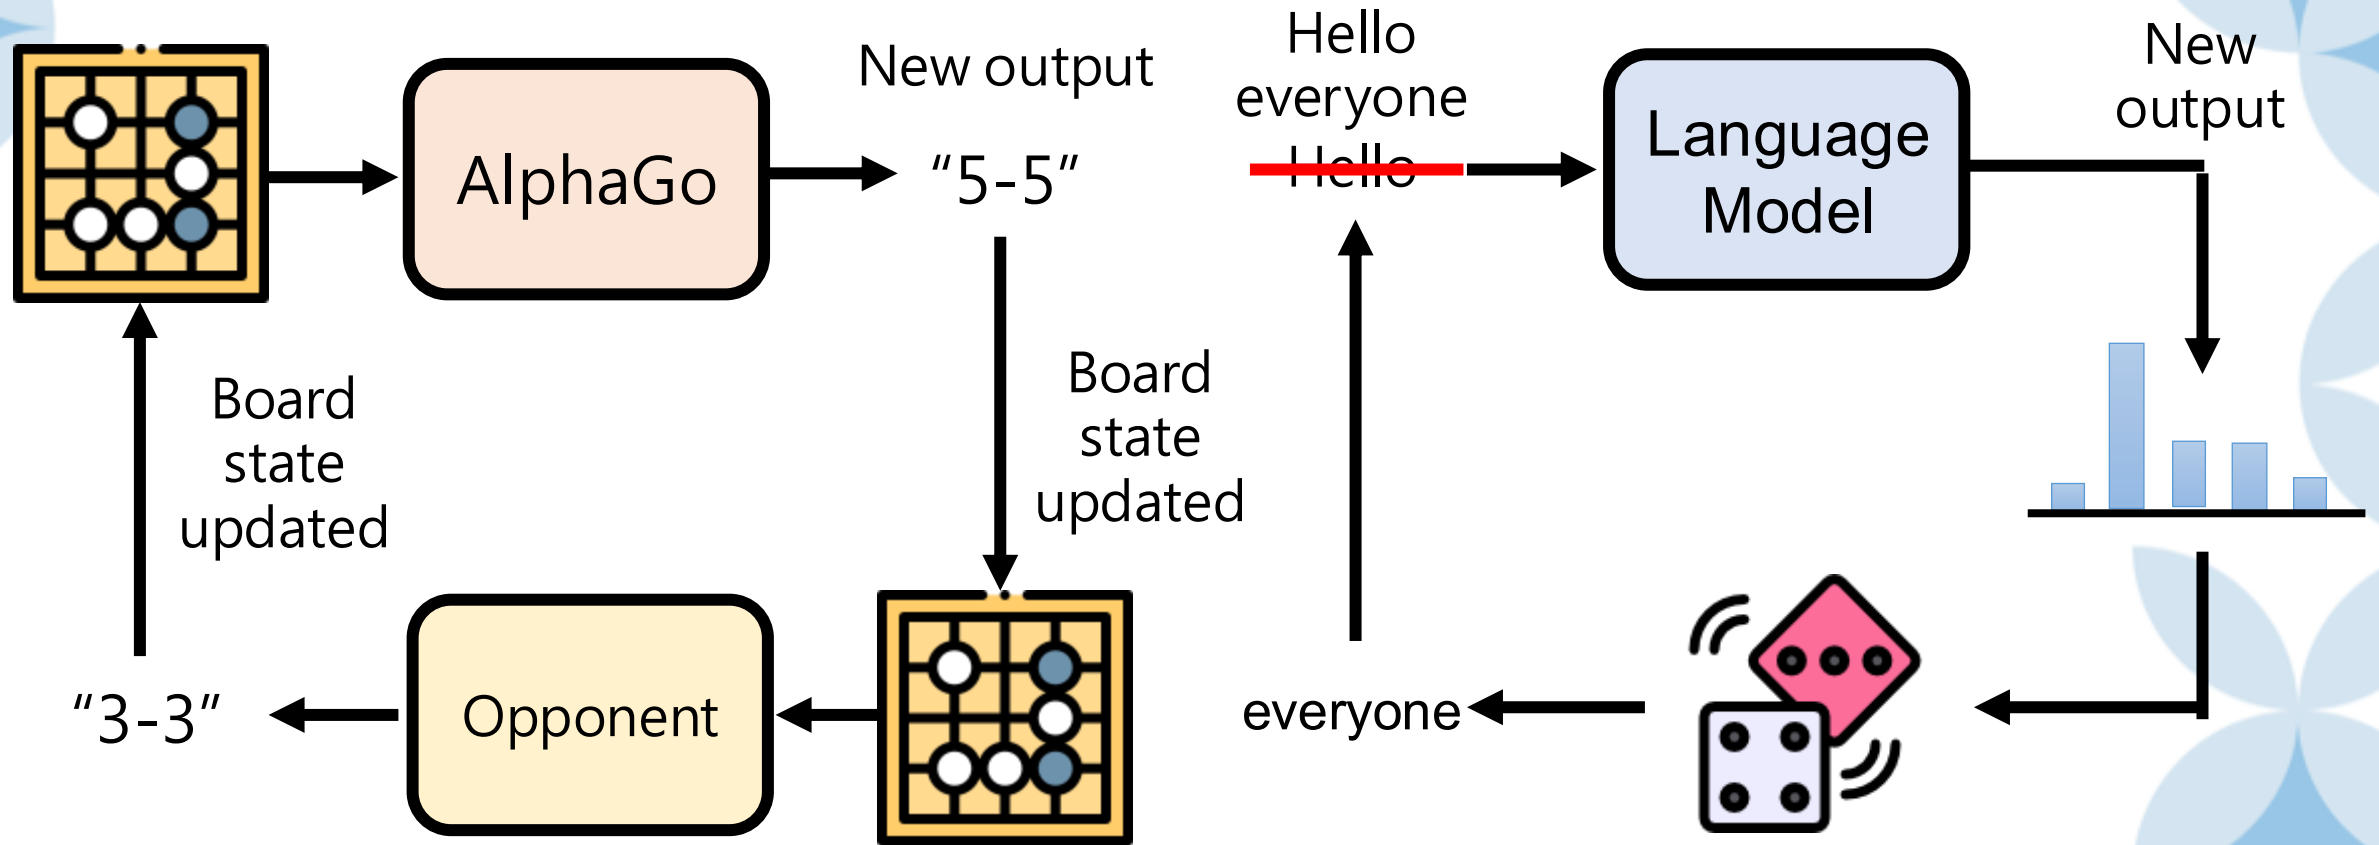 AlphaGo
New output
“5-5”
Board
state
updated
Opponent
“3-3”
Board
state
updated
Hello
everyone
Hello
Language
Model
New
output
everyone